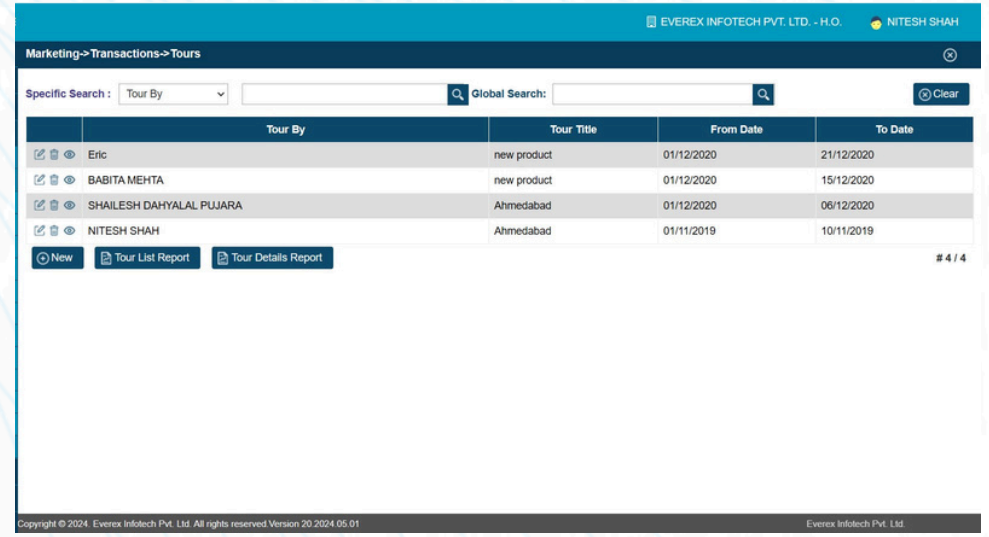 EVEREX INFOTECH PVT. LTD. - H.O. NITESH SHAH
Marketing->Transactions->Tours
Specific Search : Tour By Global Search: Clear
Tour By Tour Title From Date To Date
Eric new product 01/12/2020 21/12/2020
BABITA MEHTA new product 01/12/2020 15/12/2020
SHAILESH DAHYALAL PUJARA Ahmedabad 01/12/2020 06/12/2020
NITESH SHAH Ahmedabad 01/11/2019 10/11/2019
New Tour List Report Tour Details Report # 4 / 4
Copyright © 2024. Everex Infotech Pvt. Ltd. All rights reserved.Version 20.2024.05.01 Everex Infotech Pvt. Ltd.